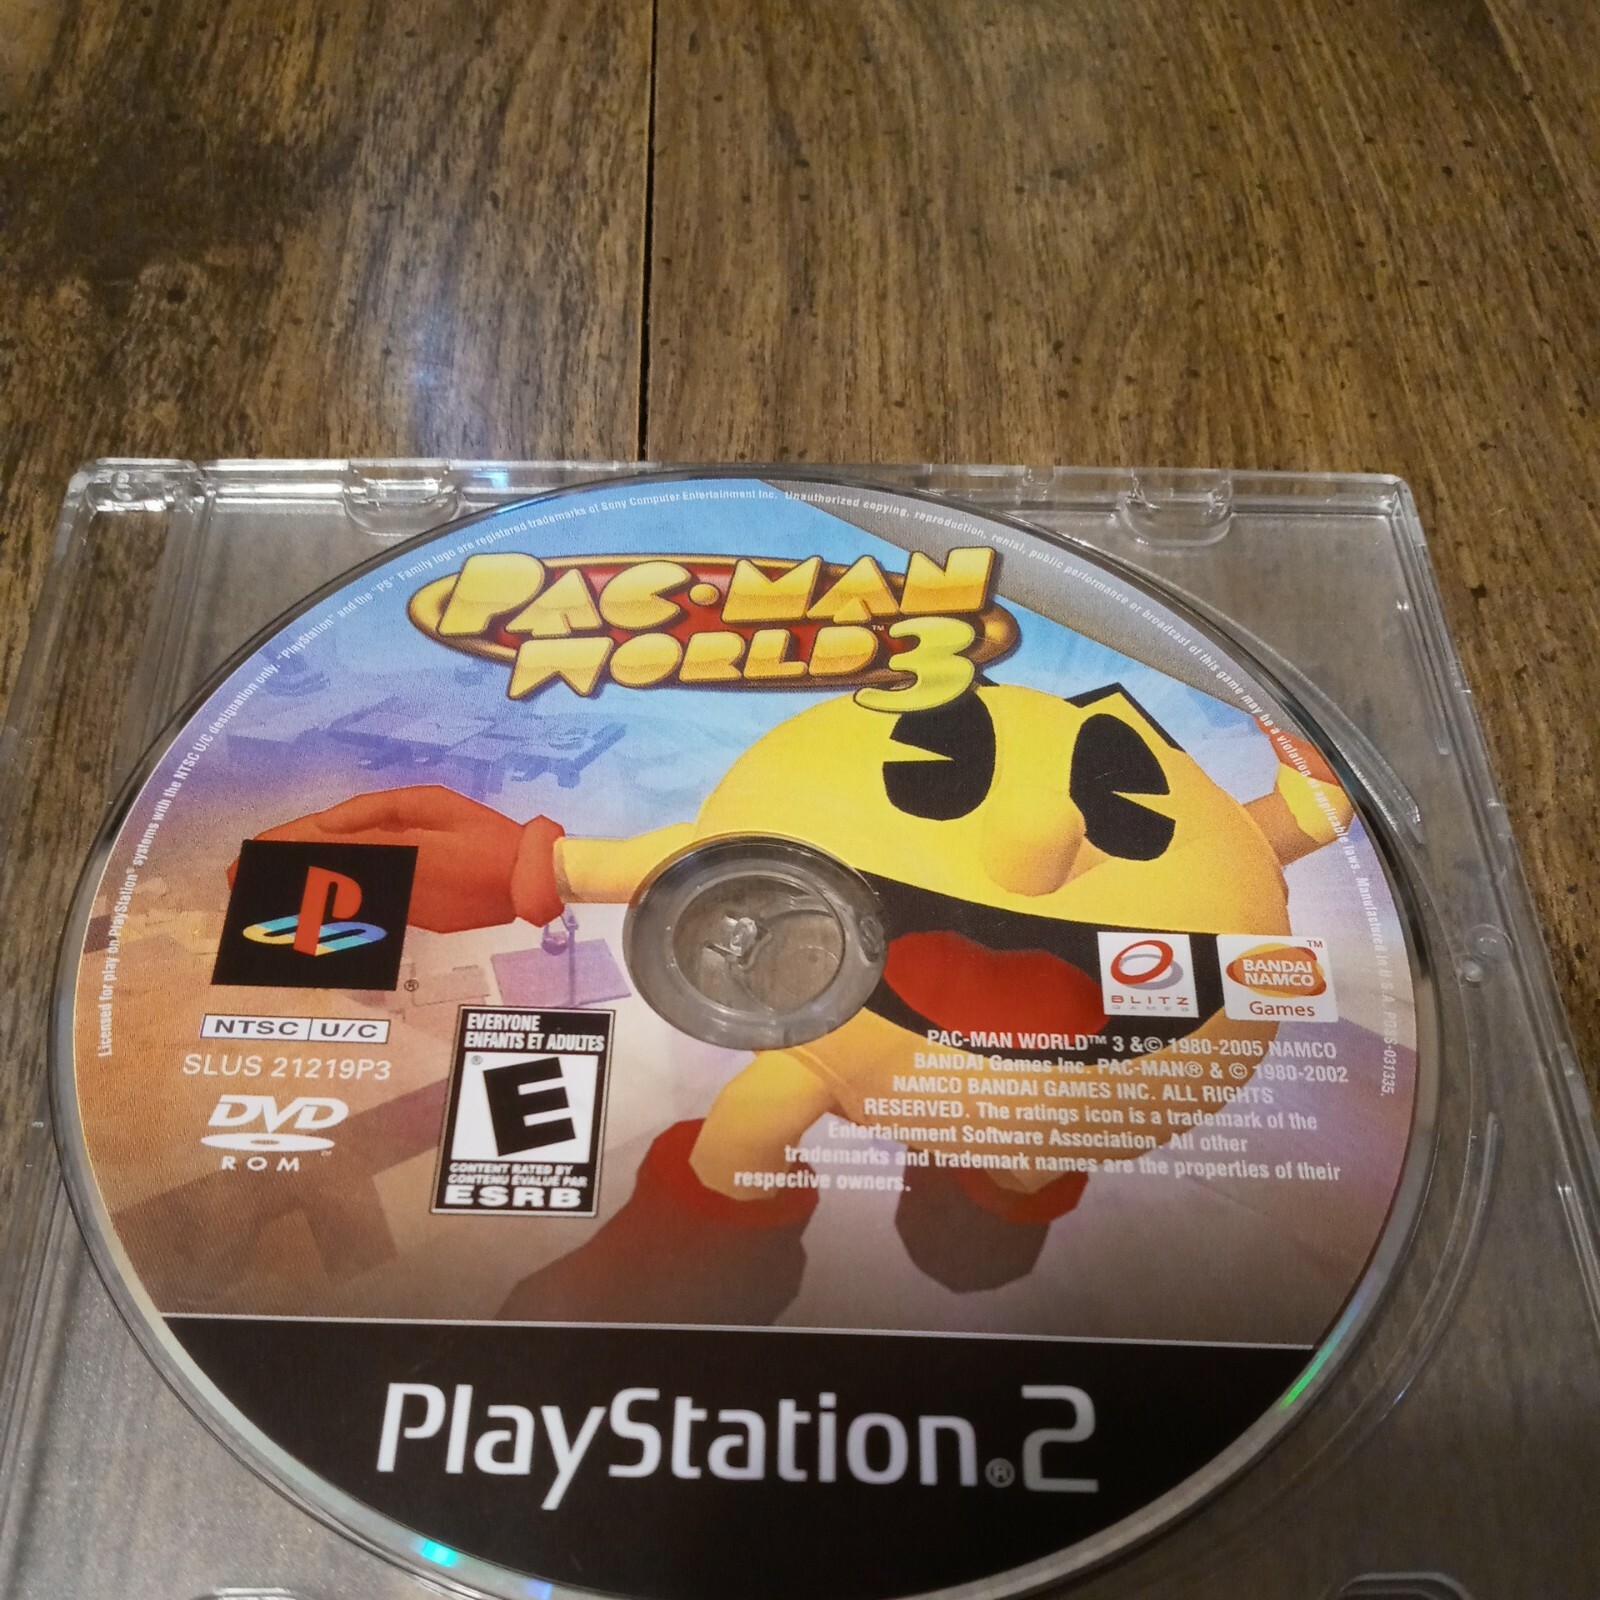 Licensed for play on PlayStation® systems with the NTSC U/C designation only. "PlayStation" and the "PS" Family logo are registered trademarks of Sony Computer Entertainment Inc. Unauthorized copying, reproduction, rental, public performance or broadcast of this game may be a violation of applicable laws. Manufactured in U.S.A. PDSS-031335.
PAC-MAN
WORLD™ 3
®
NTSC U/C
SLUS 21219P3
DVD
ROM
EVERYONE
ENFANTS ET ADULTES
®
E
CONTENT RATED BY
CONTENU ÉVALUÉ PAR
ESRB
BLITZ
GAMES
™
BANDAI
NAMCO
Games
PAC-MAN WORLD™ 3 &© 1980-2005 NAMCO
BANDAI Games Inc. PAC-MAN® & © 1980-2002
NAMCO BANDAI GAMES INC. ALL RIGHTS
RESERVED. The ratings icon is a trademark of the
Entertainment Software Association. All other
trademarks and trademark names are the properties of their
respective owners.
PlayStation®2